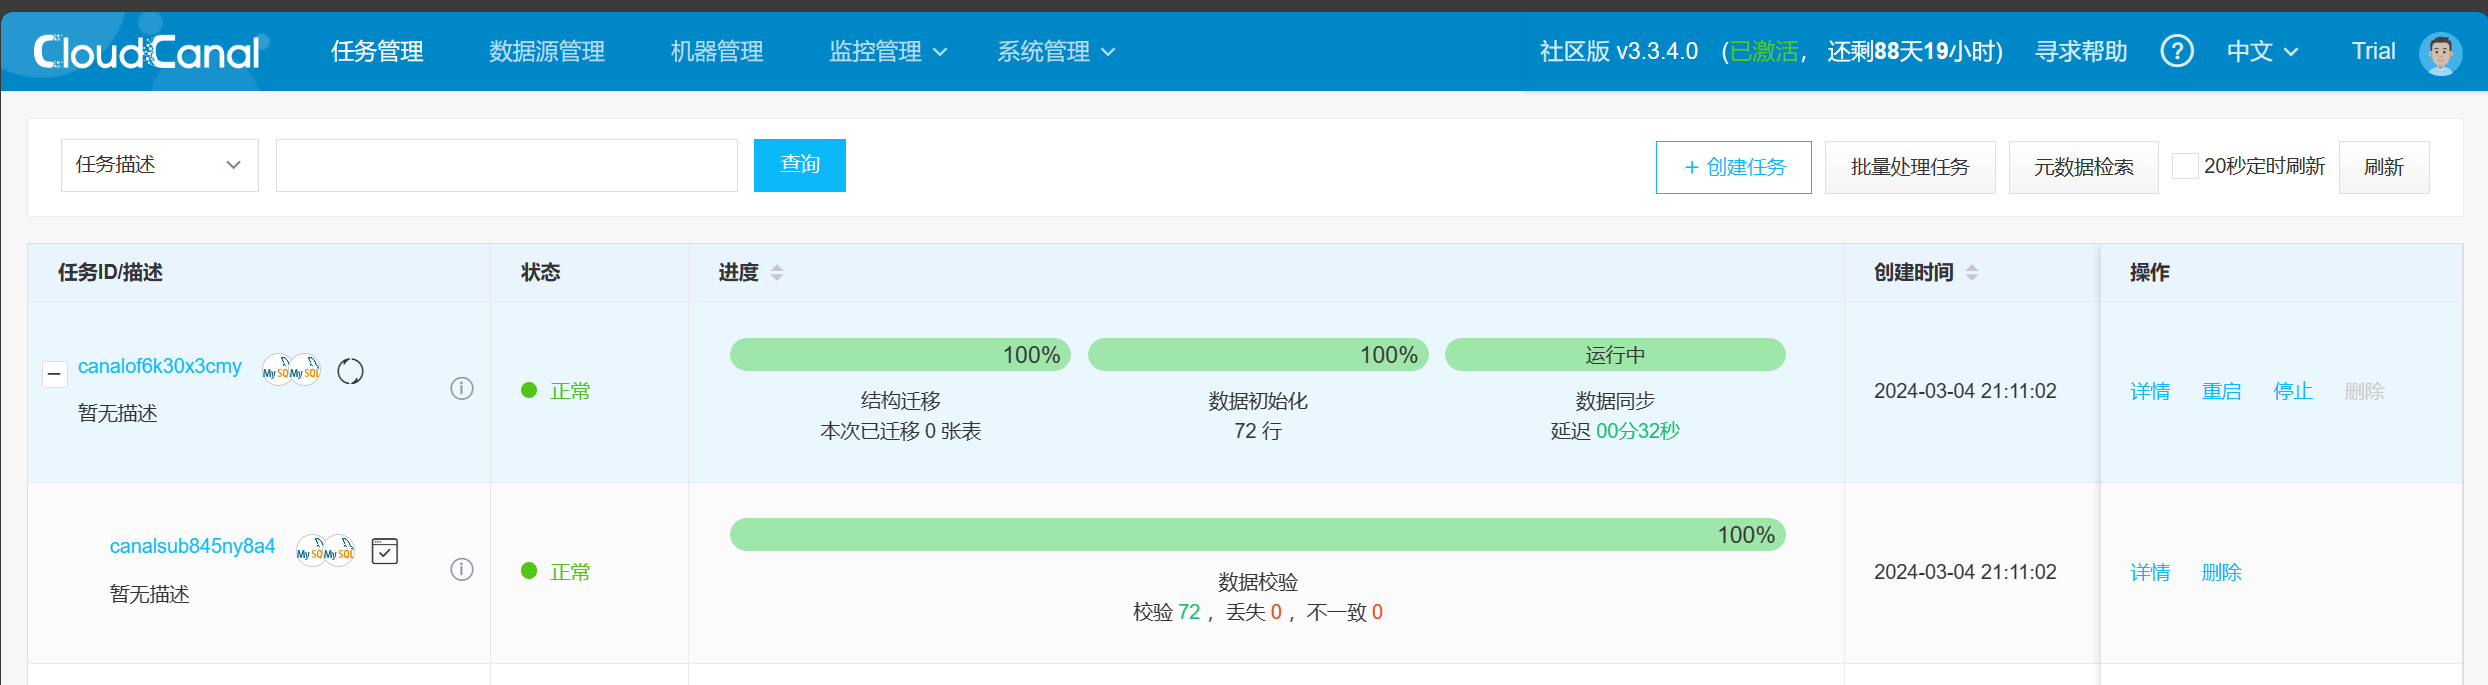 CloudCanal 任务管理 数据源管理 机器管理 监控管理 系统管理 社区版 v3.3.4.0 (已激活, 还剩88天19小时) 寻求帮助 ? 中文 Trial
任务描述 查询 + 创建任务 批量处理任务 元数据检索 20秒定时刷新 刷新
任务ID/描述 状态 进度 创建时间 操作
100% 100% 运行中
canalof6k30x3cmy My SQL My SQL
正常 2024-03-04 21:11:02 详情 重启 停止 删除
结构迁移 数据初始化 数据同步
暂无描述
本次已迁移 0 张表 72 行 延迟 00分32秒
100%
canalsub845ny8a4 My SQL My SQL
正常 2024-03-04 21:11:02 详情 删除
数据校验
暂无描述
校验 72 , 丢失 0 , 不一致 0